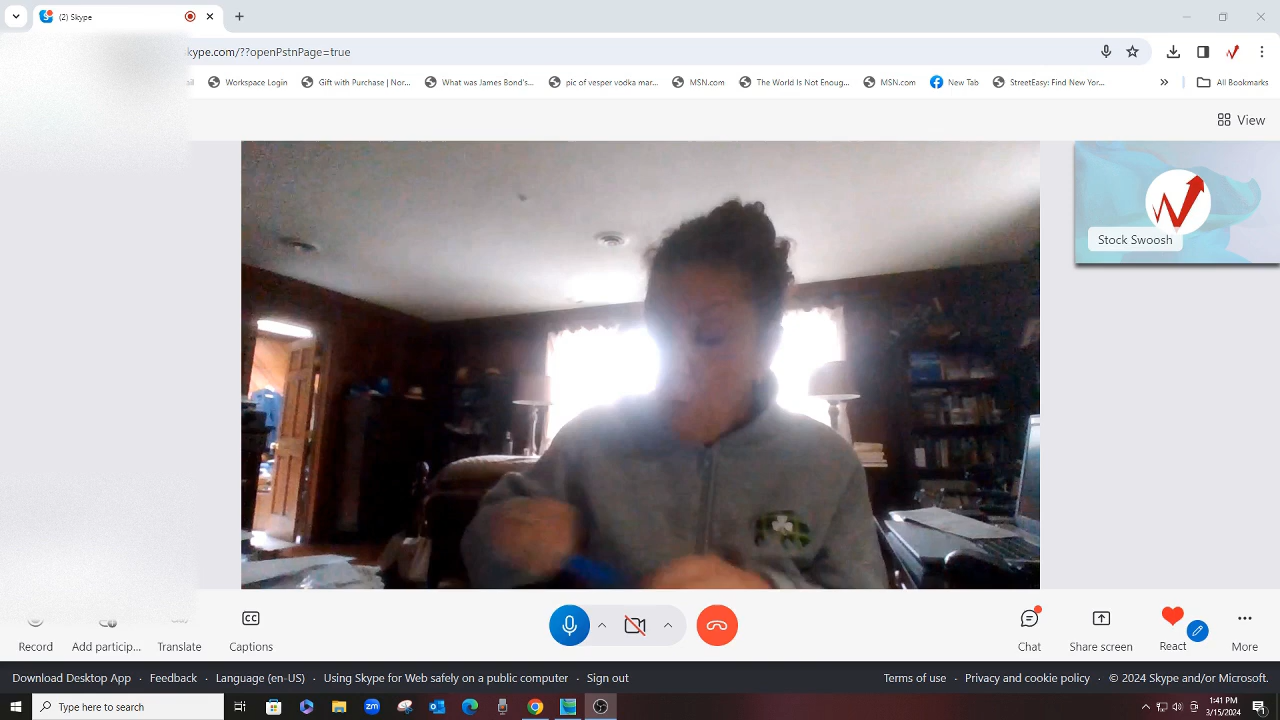 (2) Skype
kype.com/??openPstnPage=true
Workspace Login
Gift with Purchase | Nor...
What was James Bond's...
pic of vesper vodka mar...
MSN.com
The World Is Not Enoug...
MSN.com
New Tab
StreetEasy: Find New Yor...
»
All Bookmarks
View
Stock Swoosh
Record
Add particip...
Translate
CC
Captions
Chat
Share screen
React
More
Download Desktop App · Feedback · Language (en-US) · Using Skype for Web safely on a public computer · Sign out
Terms of use · Privacy and cookie policy · © 2024 Skype and/or Microsoft.
Type here to search
zm
1:41 PM
3/15/2024